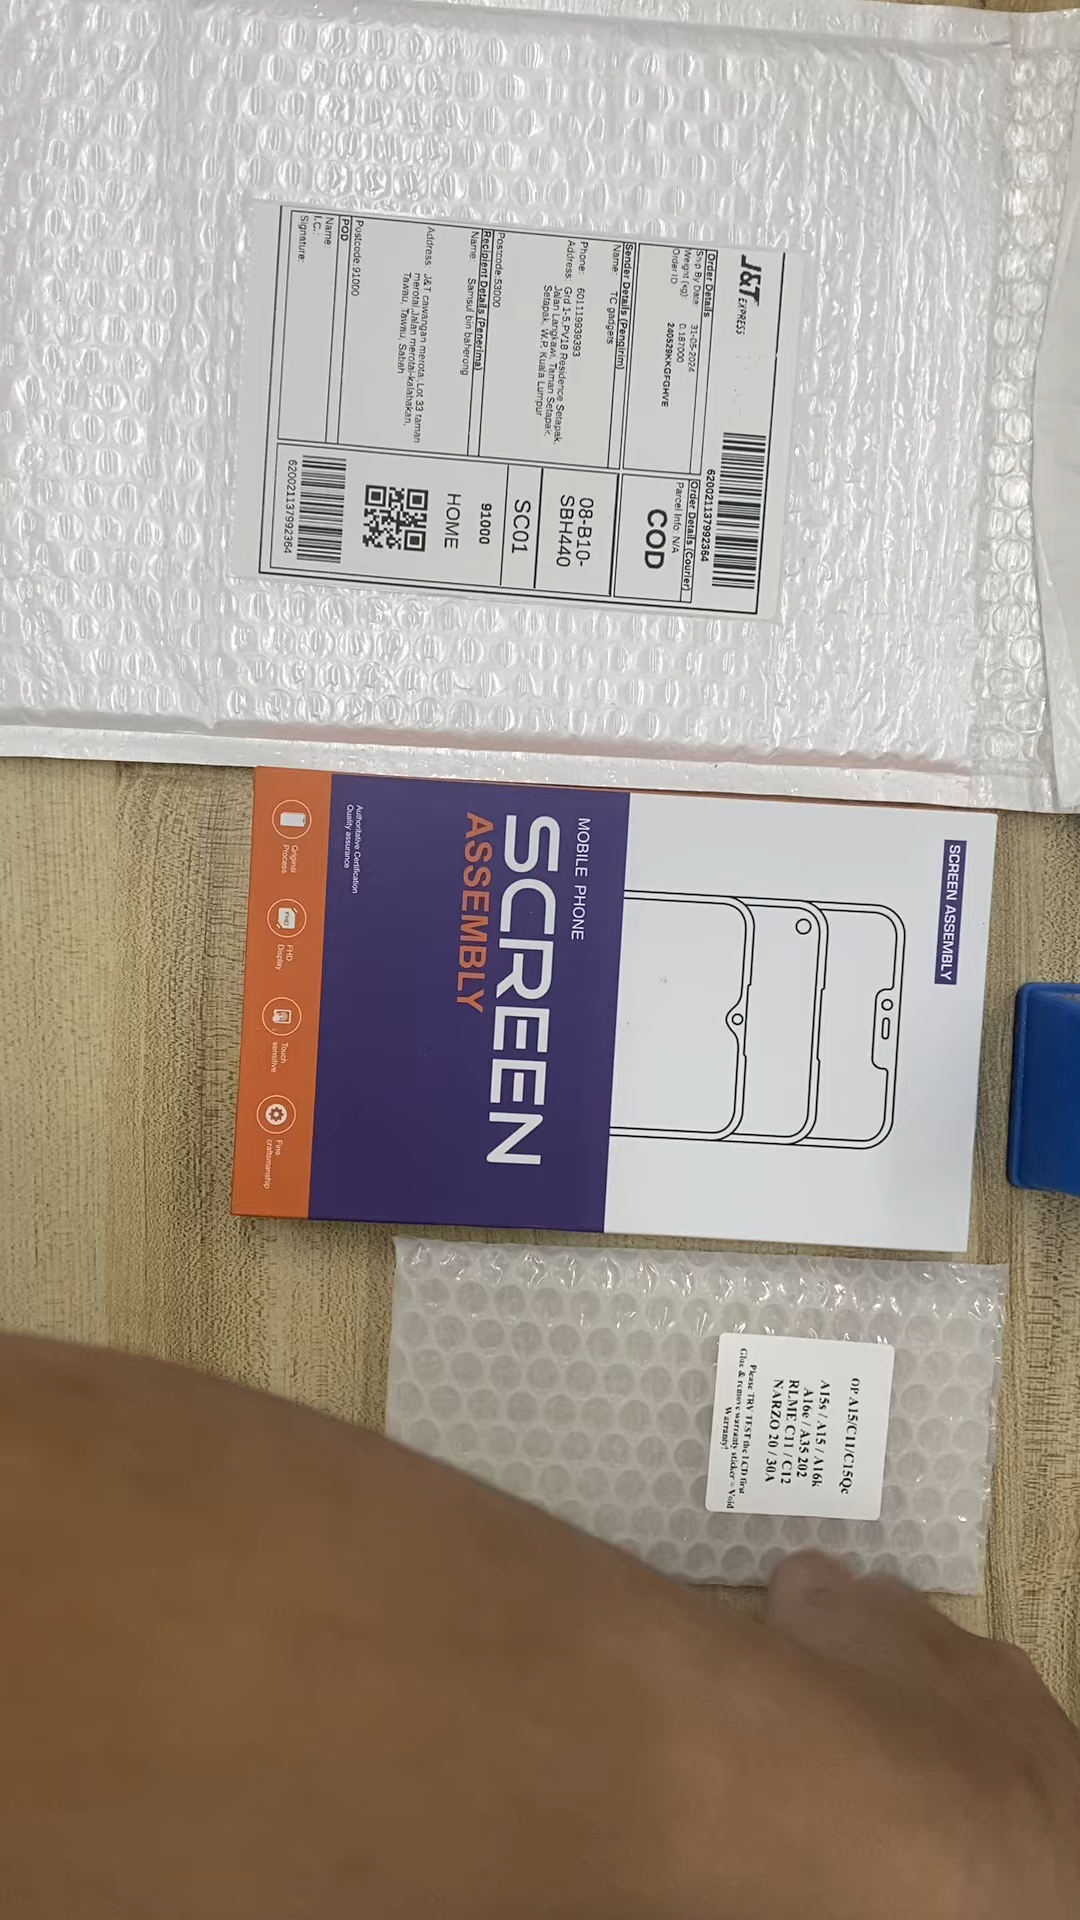 J&T EXPRESS
620021137992364
Order Details
Ship By Date: 31-05-2024
Weight (kg): 0.187000
Order ID: 240529KKGFGHVE
Order Details (Courier)
Parcel Info: N/A
COD
Sender Details (Pengirim)
Name: TC gadgets
Phone: 601119939393
Address: Grd 1-5,PV18 Residence Setapak,
Jalan Langkawi, Taman Setapak,
Setapak, W.P. Kuala Lumpur
Postcode:53000
08-B10-
SBH440
Recipient Details (Penerima)
Name: Samsul bin baherong
SC01
Address: J&T cawangan merotai,Lot 33 taman
merotai,Jalan merotai-kalabakan,
Tawau, Tawau, Sabah
Postcode:91000
91000
HOME
POD
Name:
I.C.:
Signature:
620021137992364
SCREEN ASSEMBLY
MOBILE PHONE
SCREEN
ASSEMBLY
Authoritative Certification
Quality assurance
Original
Process
FHD
FHD
Display
Touch
sensitive
Fine
craftsmanship
OP A15/C11/C15Qc
A15s / A15 / A16k
A16e / A35 202
RLME C11 / C12
NARZO 20 / 30A
Please TRY TEST the LCD first
Glue & remove warranty sticker = Void
Warranty!